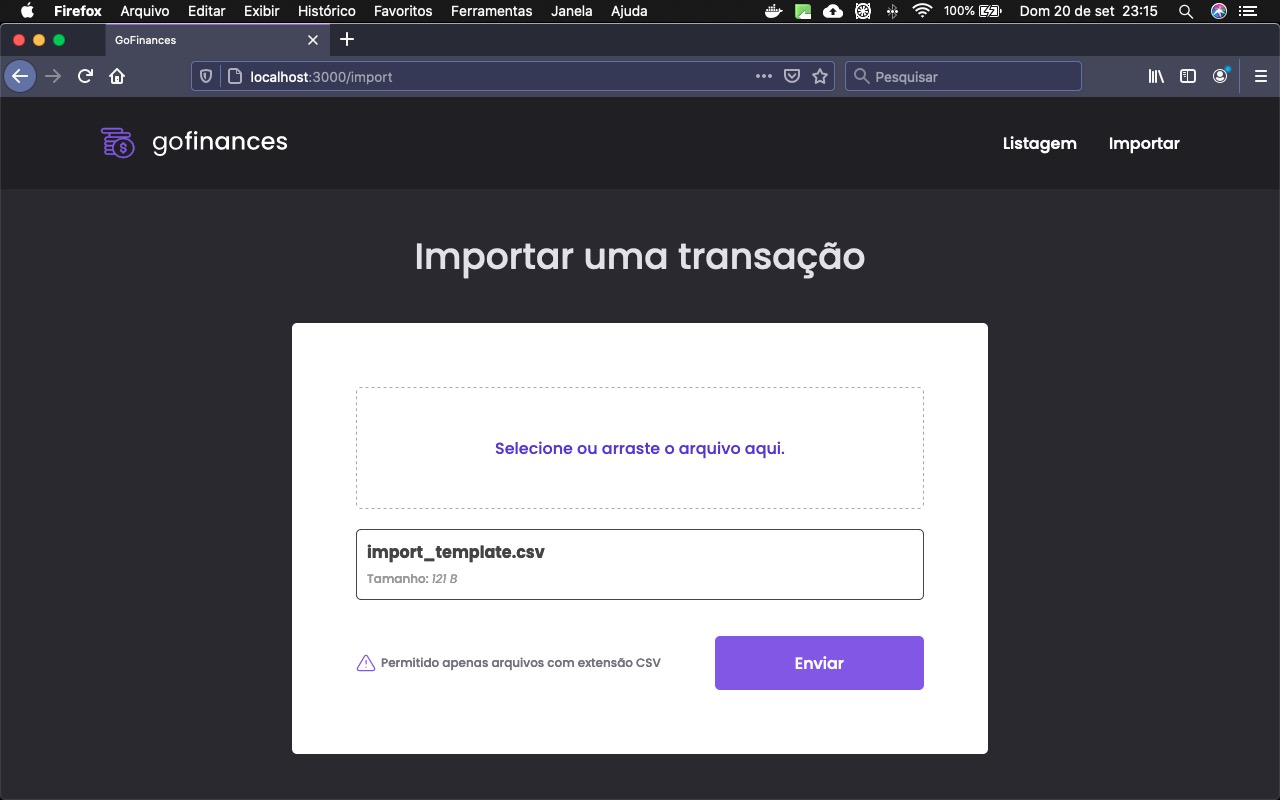 Firefox Arquivo Editar Exibir Histórico Favoritos Ferramentas Janela Ajuda 100% Dom 20 de set 23:15
GoFinances
localhost:3000/import Pesquisar
gofinances Listagem Importar
Importar uma transação
Selecione ou arraste o arquivo aqui.
import_template.csv
Tamanho: 121 B
Permitido apenas arquivos com extensão CSV Enviar